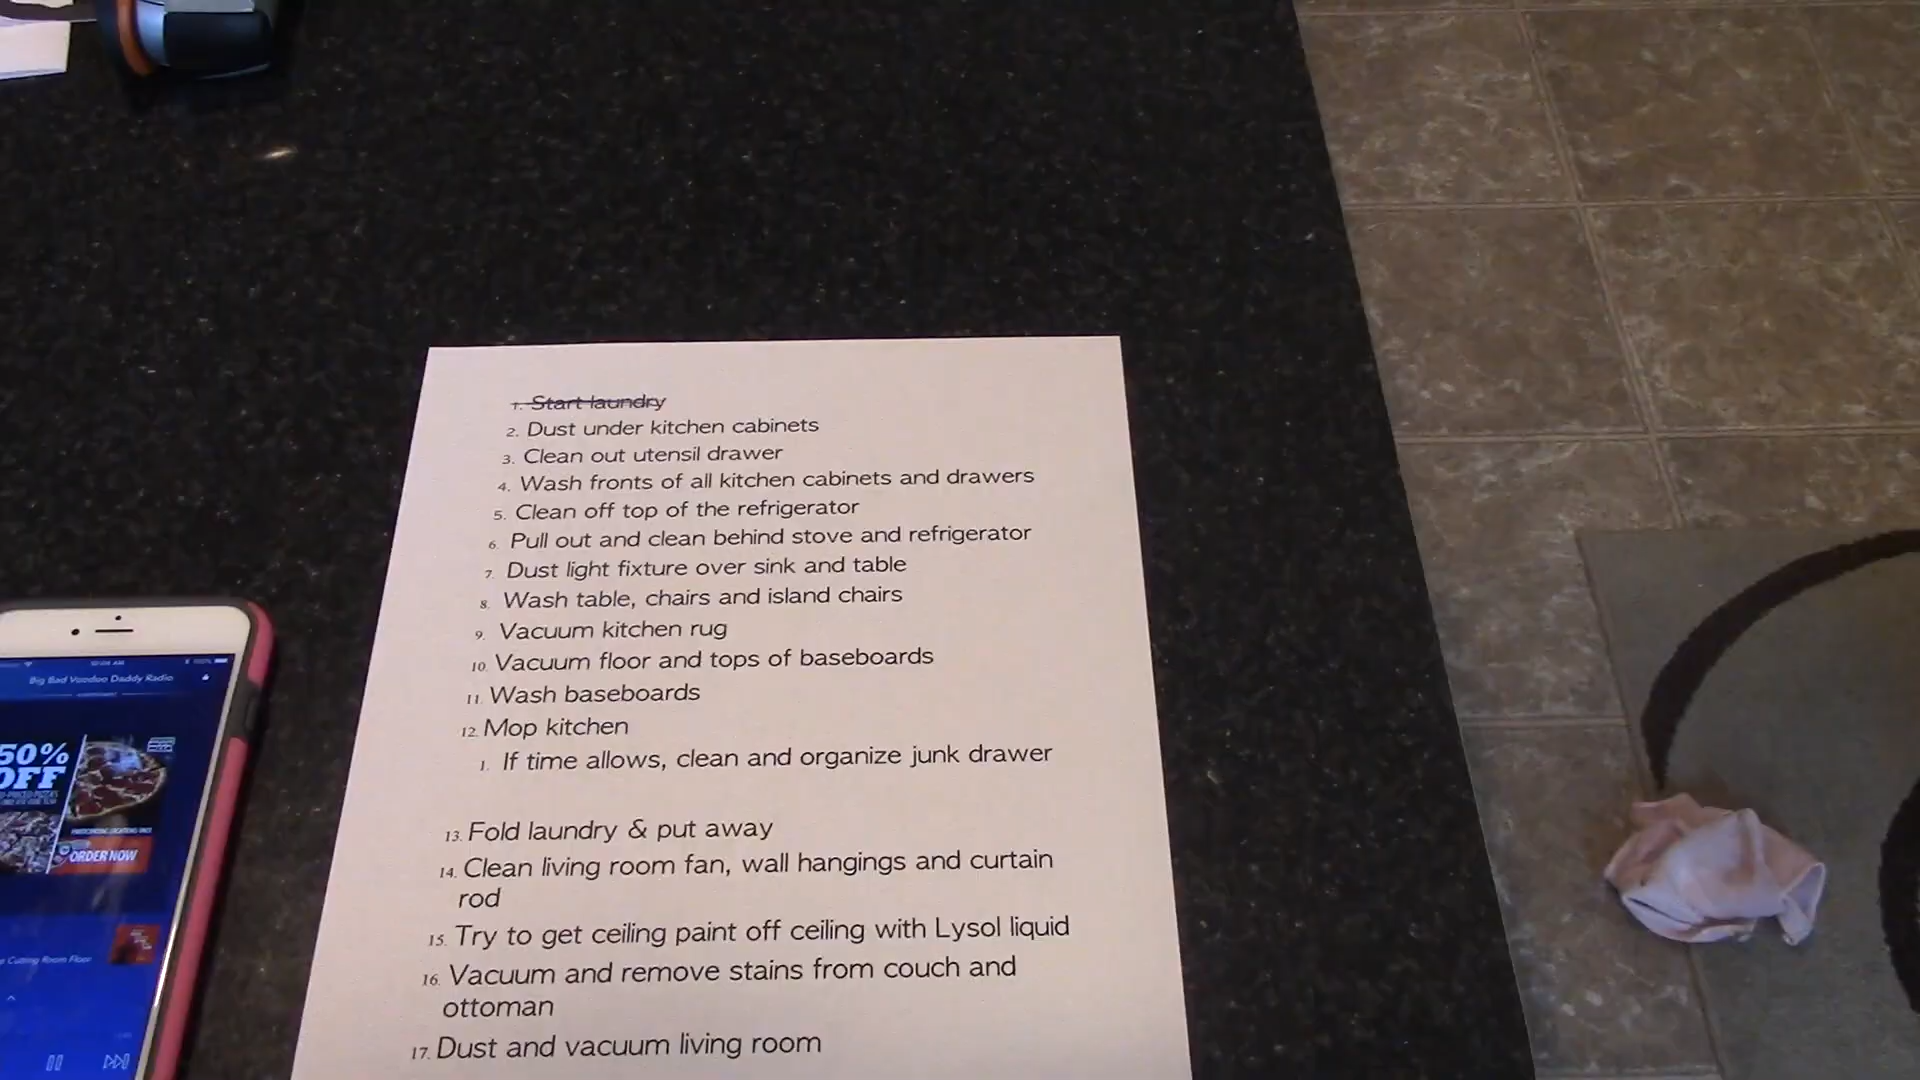 1. Start laundry
2. Dust under kitchen cabinets
3. Clean out utensil drawer
4. Wash fronts of all kitchen cabinets and drawers
5. Clean off top of the refrigerator
6. Pull out and clean behind stove and refrigerator
7. Dust light fixture over sink and table
8. Wash table, chairs and island chairs
9. Vacuum kitchen rug
10. Vacuum floor and tops of baseboards
11. Wash baseboards
12. Mop kitchen
1. If time allows, clean and organize junk drawer
13. Fold laundry & put away
14. Clean living room fan, wall hangings and curtain
rod
15. Try to get ceiling paint off ceiling with Lysol liquid
16. Vacuum and remove stains from couch and
ottoman
17. Dust and vacuum living room
Big Bad Voodoo Daddy Radio
50%
OFF
ORDER NOW
Cutting Room Floor